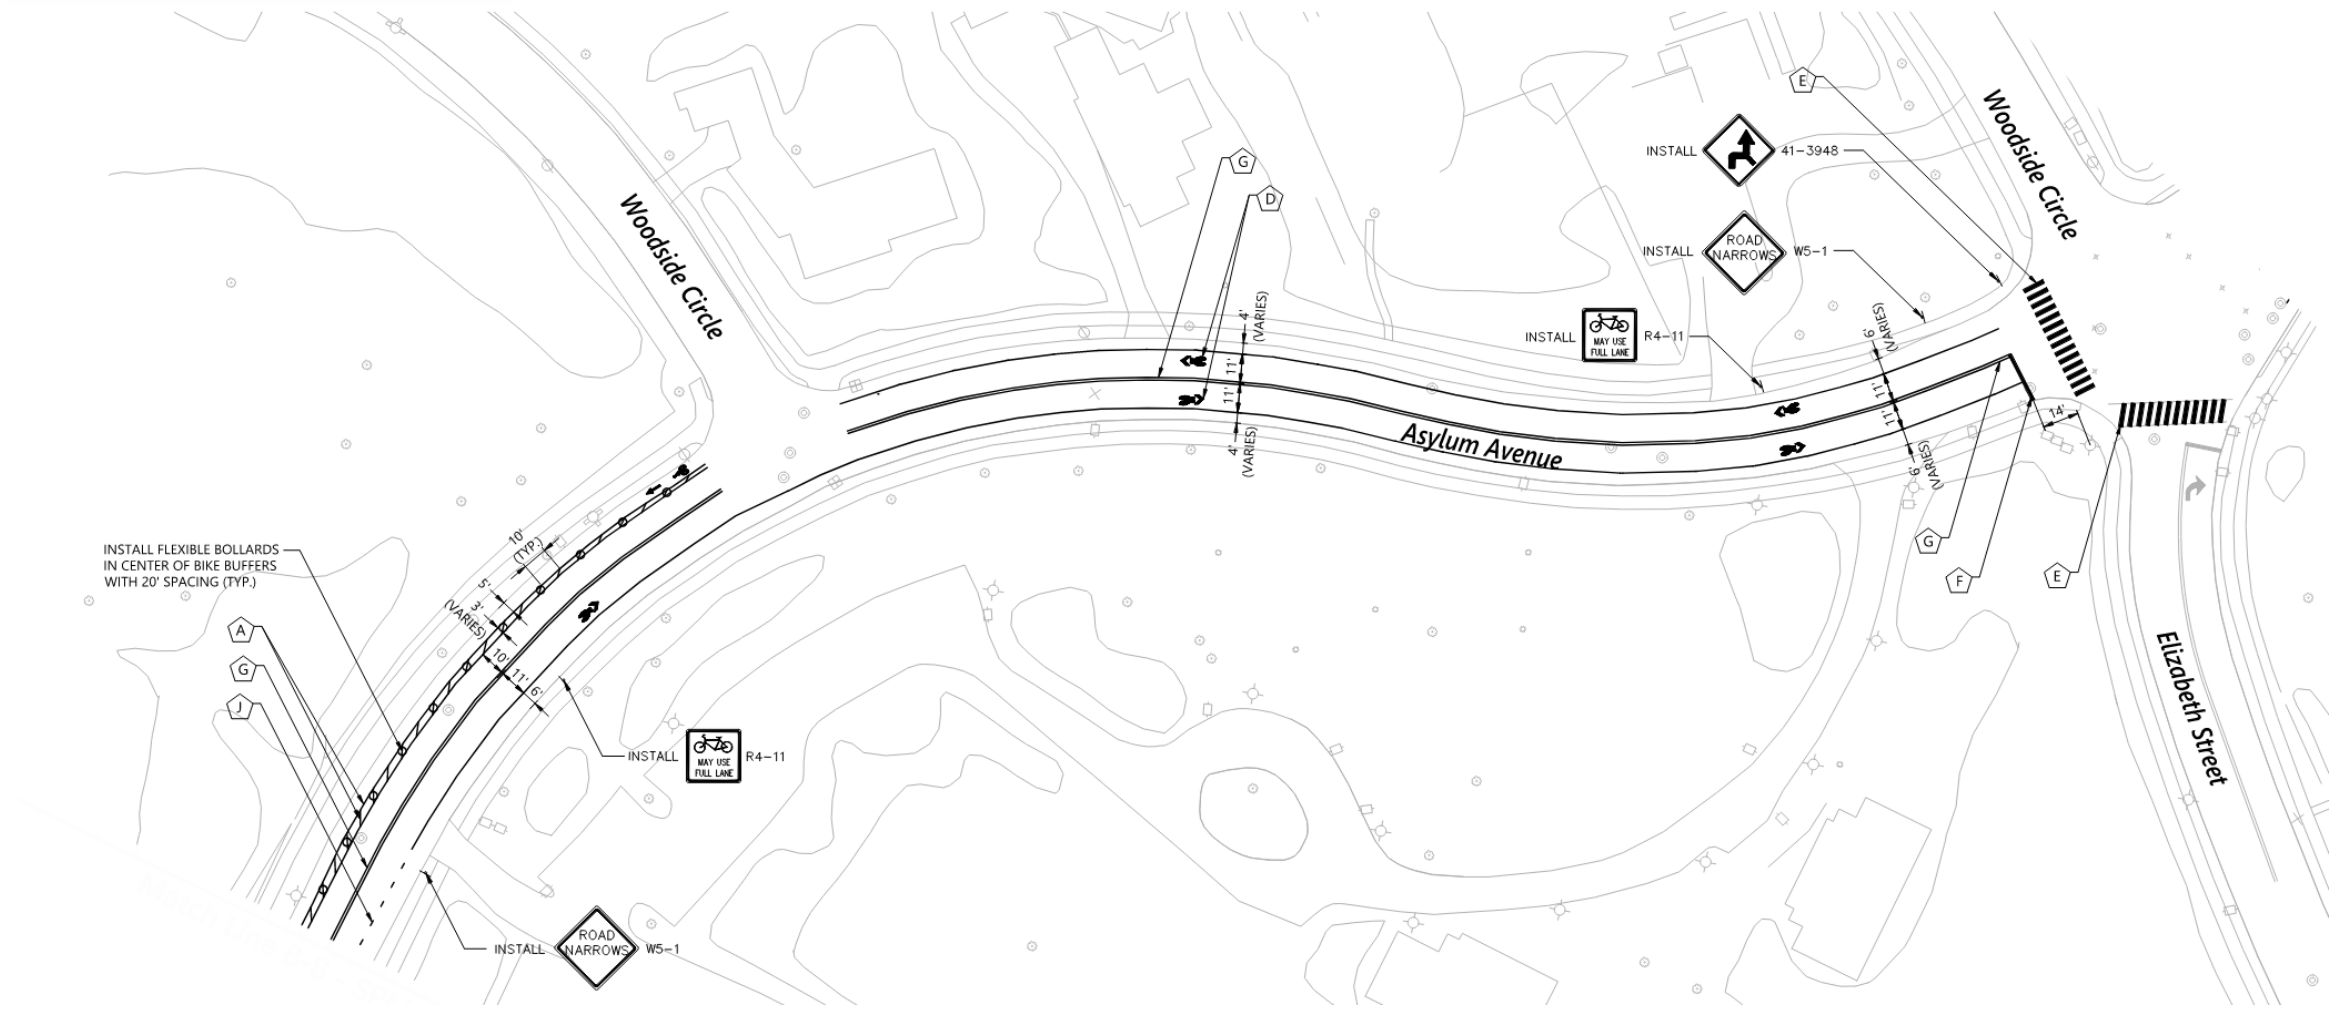 E
Woodside Circle
INSTALL
41-3948
G
D
Woodside Circle
INSTALL
ROAD
NARROWS
W5-1
4'
(VARIES)
6'
(VARIES)
INSTALL
MAY USE
FULL LANE
R4-11
11'
11'
11'
11'
14'
Asylum Avenue
4'
(VARIES)
6'
(VARIES)
10'
(TYP.)
INSTALL FLEXIBLE BOLLARDS
IN CENTER OF BIKE BUFFERS
WITH 20' SPACING (TYP.)
G
F
E
5'
3'
(VARIES)
A
G
J
10'
11'
6'
Elizabeth Street
INSTALL
MAY USE
FULL LANE
R4-11
INSTALL
ROAD
NARROWS
W5-1